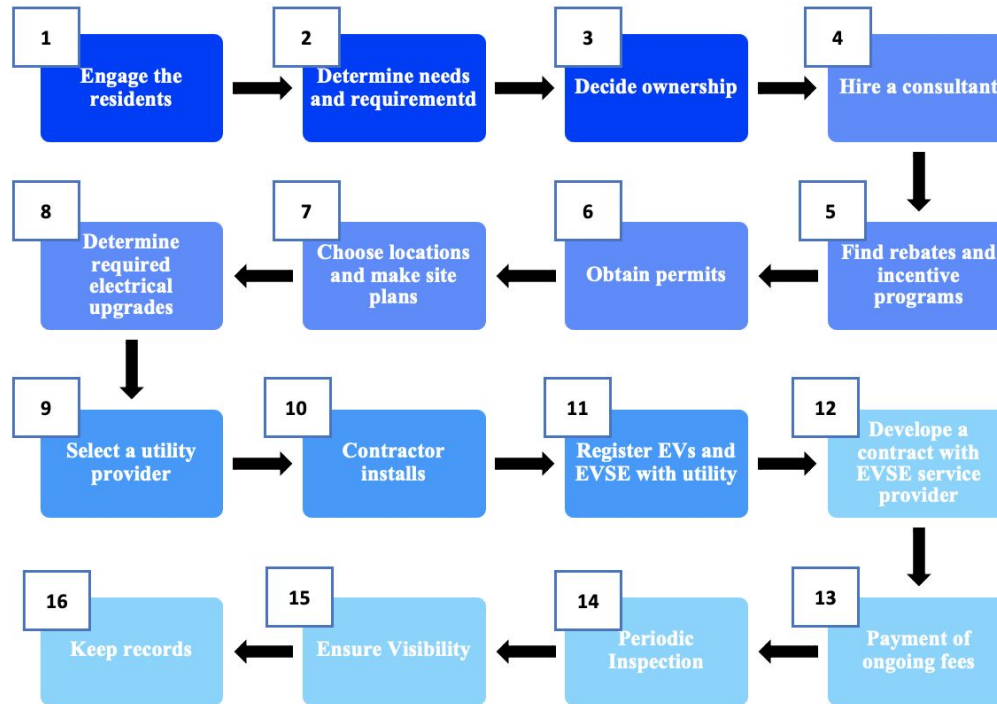 1
Engage the
residents
2
Determine needs
and requirementd
3
Decide ownership
4
Hire a consultant
5
Find rebates and
incentive
programs
6
Obtain permits
7
Choose locations
and make site
plans
8
Determine
required
electrical
upgrades
9
Select a utility
provider
10
Contractor
installs
11
Register EVs and
EVSE with utility
12
Develope a
contract with
EVSE service
provider
13
Payment of
ongoing fees
14
Periodic
Inspection
15
Ensure Visibility
16
Keep records